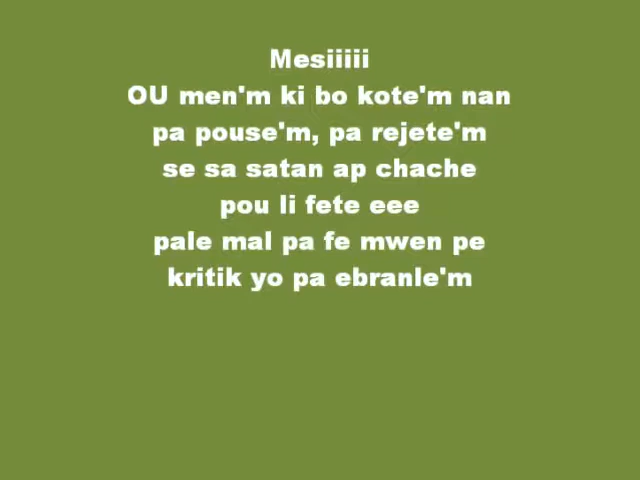 Mesiiiii
OU men'm ki bo kote'm nan
pa pouse'm, pa rejete'm
se sa satan ap chache
pou li fete eee
pale mal pa fe mwen pe
kritik yo pa ebranle'm